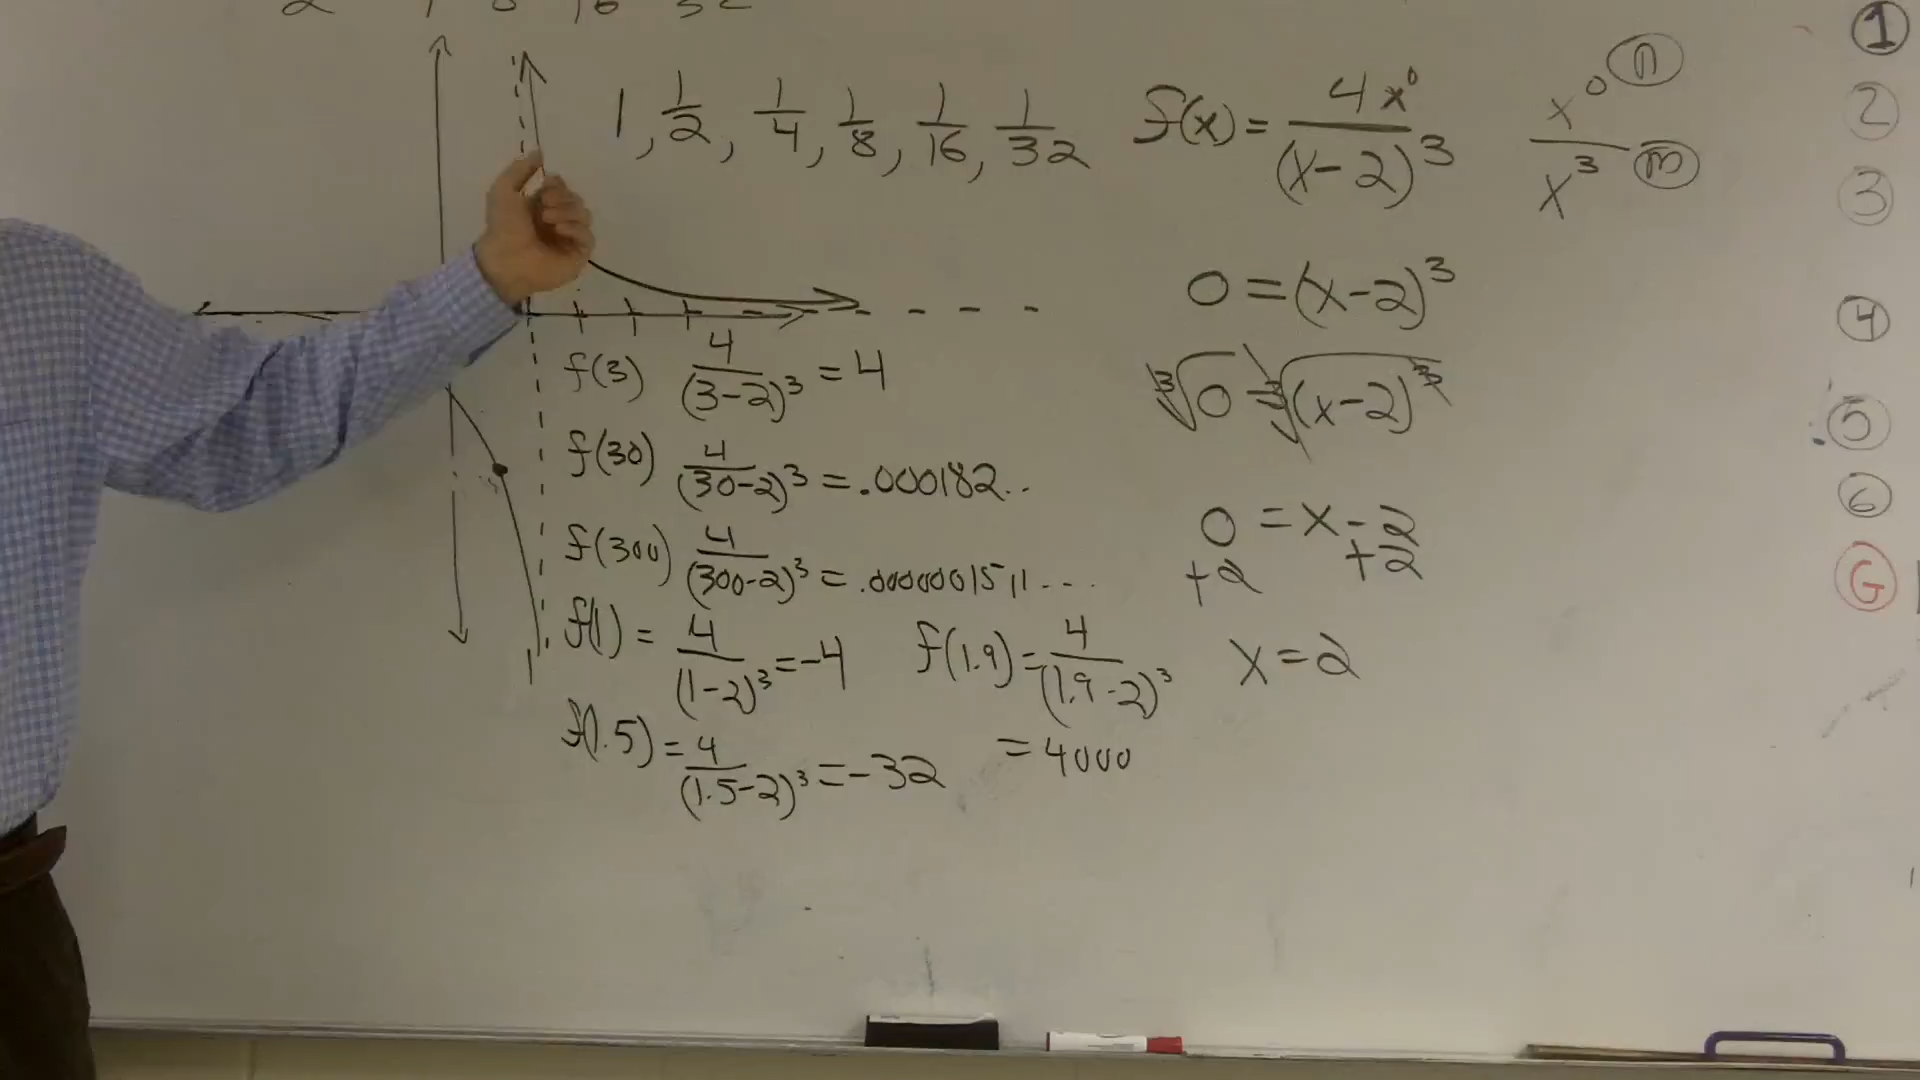 1, 1/2, 1/4, 1/8, 1/16, 1/32
f(x) = 4x⁰/(x-2)³
x⁰ n
x³ m
0 = (x-2)³
∛0 = ∛(x-2)³
0 = x-2
+2 +2
x = 2
f(3) 4/(3-2)³ = 4
f(30) 4/(30-2)³ = .000182..
f(300) 4/(300-2)³ = .0000001511...
f(1) = 4/(1-2)³ = -4
f(1.5) = 4/(1.5-2)³ = -32
f(1.9) = 4/(1.9-2)³
= 4000
1
2
3
4
5
6
G